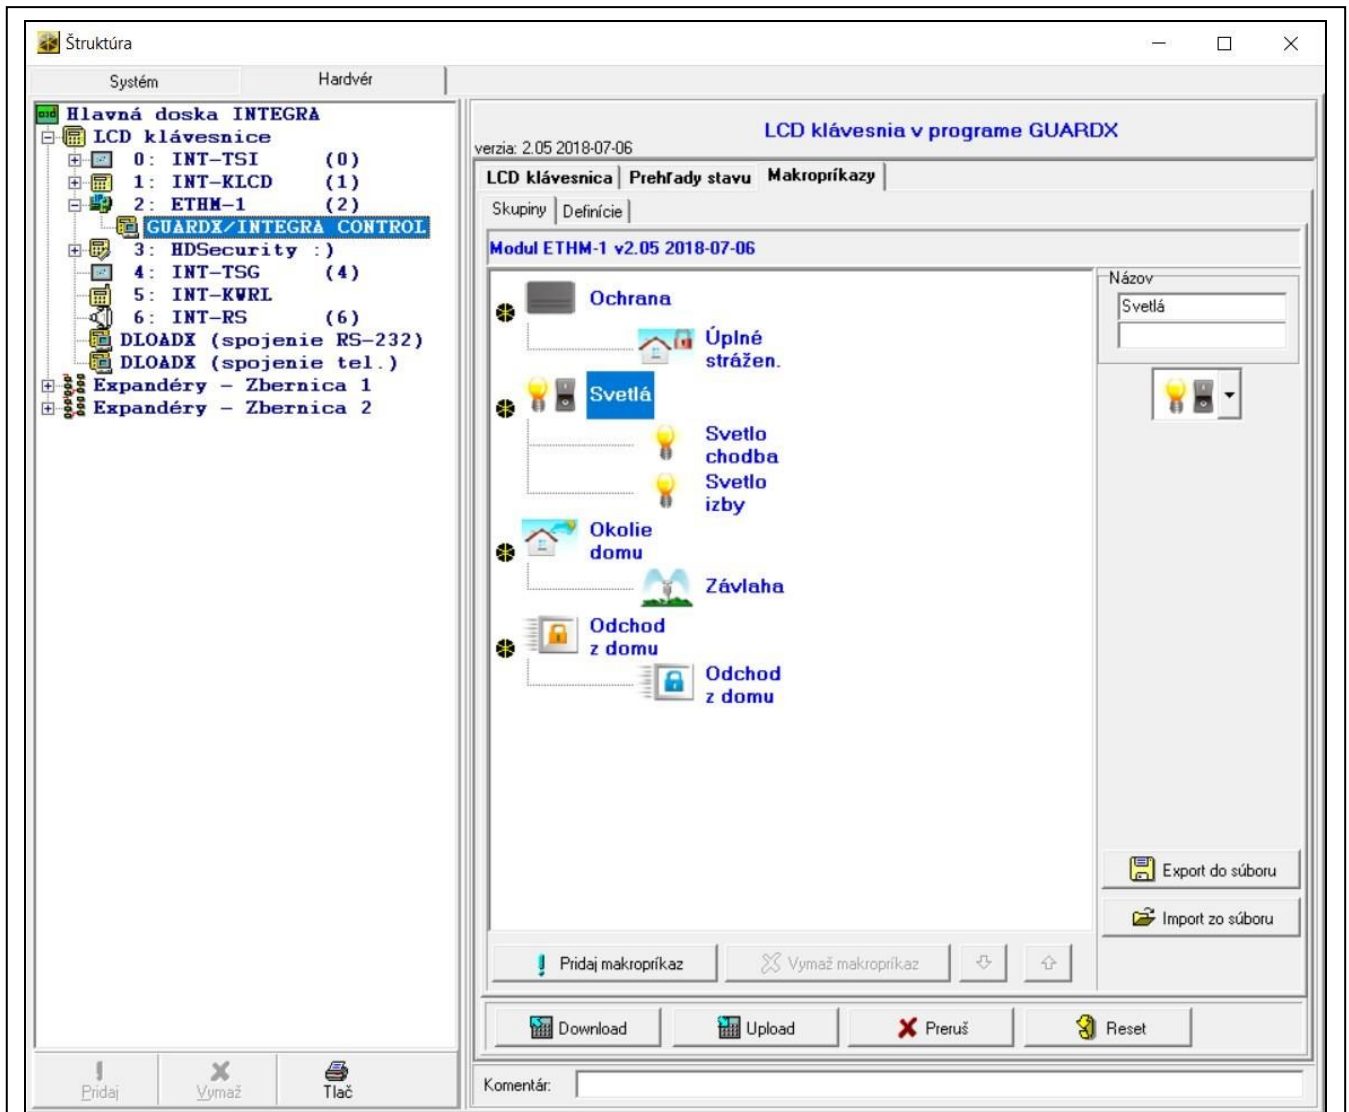 Štruktúra
Systém
Hardvér
Hlavná doska INTEGRA
LCD klávesnice
0: INT-TSI (0)
1: INT-KLCD (1)
2: ETHM-1 (2)
GUARDX/INTEGRA CONTROL
3: HDSecurity :)
4: INT-TSG (4)
5: INT-KWRL
6: INT-RS (6)
DLOADX (spojenie RS-232)
DLOADX (spojenie tel.)
Expandéry - Zbernica 1
Expandéry - Zbernica 2
Pridaj
Vymaž
Tlač
LCD klávesnia v programe GUARDX
verzia: 2.05 2018-07-06
LCD klávesnica
Prehľady stavu
Makropríkazy
Skupiny
Definície
Modul ETHM-1 v2.05 2018-07-06
Ochrana
Úplné
strážen.
Svetlá
Svetlo
chodba
Svetlo
izby
Okolie
domu
Závlaha
Odchod
z domu
Odchod
z domu
Názov
Svetlá
Export do súboru
Import zo súboru
Pridaj makropríkaz
Vymaž makropríkaz
Download
Upload
Preruš
Reset
Komentár: